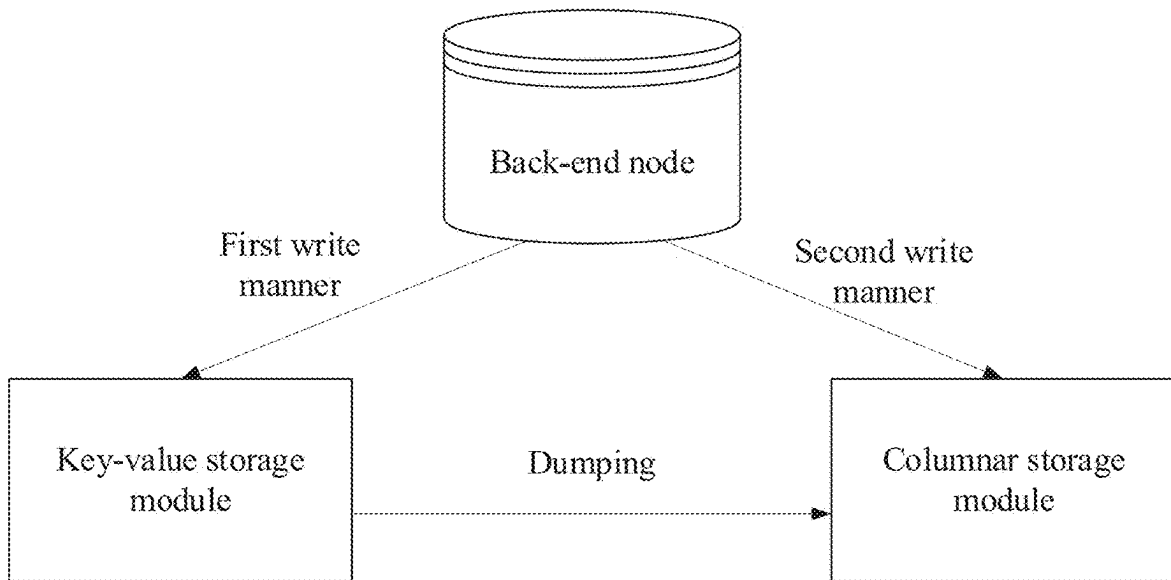 Back-end node
First write
manner
Second write
manner
Key-value storage
module
Dumping
Columnar storage
module